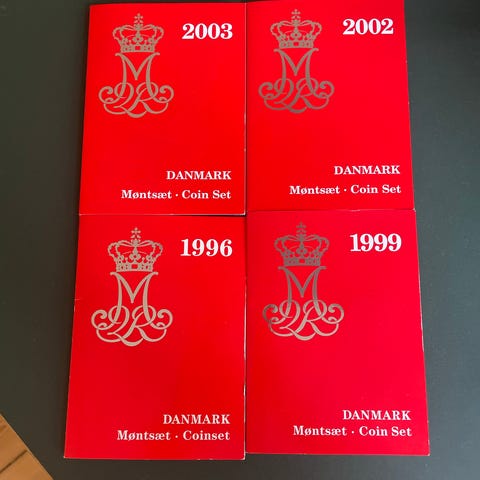 2003
DANMARK
Møntsæt · Coin Set
2002
DANMARK
Møntsæt · Coin Set
1996
DANMARK
Møntsæt · Coinset
1999
DANMARK
Møntsæt · Coin Set